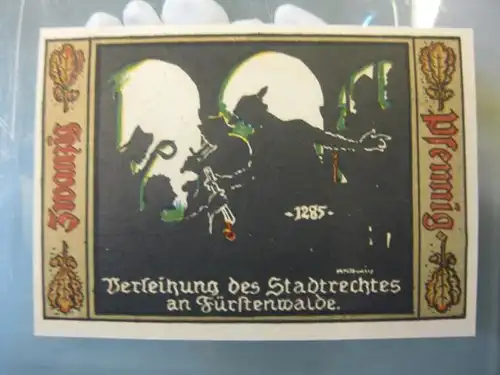 Zwanzig
Pfennig
-1285-
Verleihung des Stadtrechtes
an Fürstenwalde.